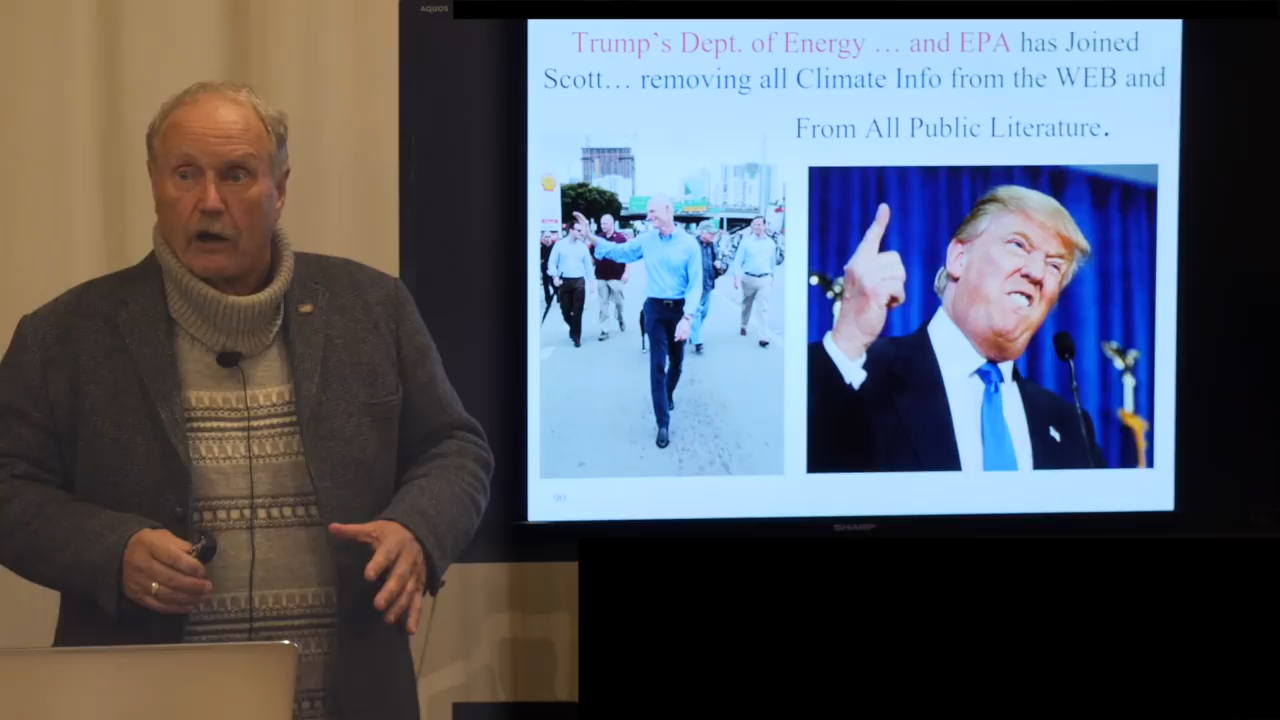 AQUOS
Trump's Dept. of Energy … and EPA has Joined
Scott… removing all Climate Info from the WEB and
From All Public Literature.
90
SHARP